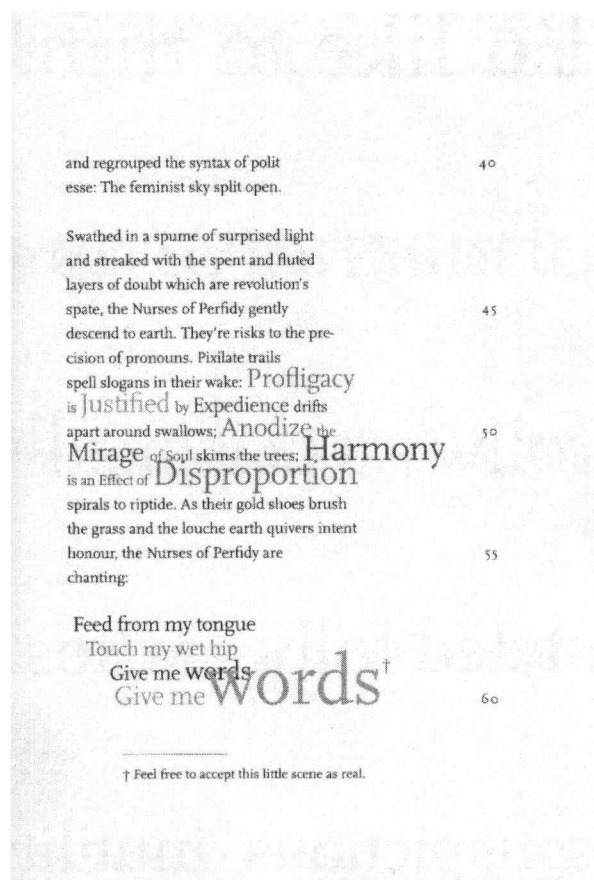 and regrouped the syntax of polit 40
esse: The feminist sky split open.
Swathed in a spume of surprised light
and streaked with the spent and fluted
layers of doubt which are revolution's
spate, the Nurses of Perfidy gently 45
descend to earth. They're risks to the pre-
cision of pronouns. Pixilate trails
spell slogans in their wake: Profligacy
is Justified by Expedience drifts
apart around swallows; Anodize the 50
Mirage of Soul skims the trees; Harmony
is an Effect of Disproportion
spirals to riptide. As their gold shoes brush
the grass and the louche earth quivers intent
honour, the Nurses of Perfidy are 55
chanting:
Feed from my tongue
Touch my wet hip
Give me words
Give me words† 60
† Feel free to accept this little scene as real.